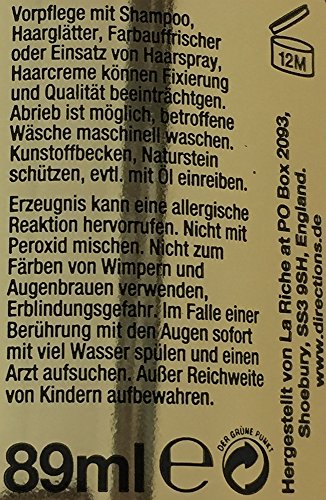 Vorpflege mit Shampoo,
Haarglätter, Farbauffrischer
oder Einsatz von Haarspray,
Haarcreme können Fixierung
und Qualität beeinträchtgen.
Abrieb ist möglich, betroffene
Wäsche maschinell waschen.
Kunstoffbecken, Naturstein
schützen, evtl. mit Öl einreiben.
Erzeugnis kann eine allergische
Reaktion hervorrufen. Nicht mit
Peroxid mischen. Nicht zum
Färben von Wimpern und
Augenbrauen verwenden,
Erblindungsgefahr. Im Falle einer
Berührung mit den Augen sofort
mit viel Wasser spülen und einen
Arzt aufsuchen. Außer Reichweite
von Kindern aufbewahren.
89ml e
DER GRÜNE PUNKT
12M
Hergestellt von La Riche at PO Box 2093,
Shoebury, SS3 9SH, England.
www.directions.de